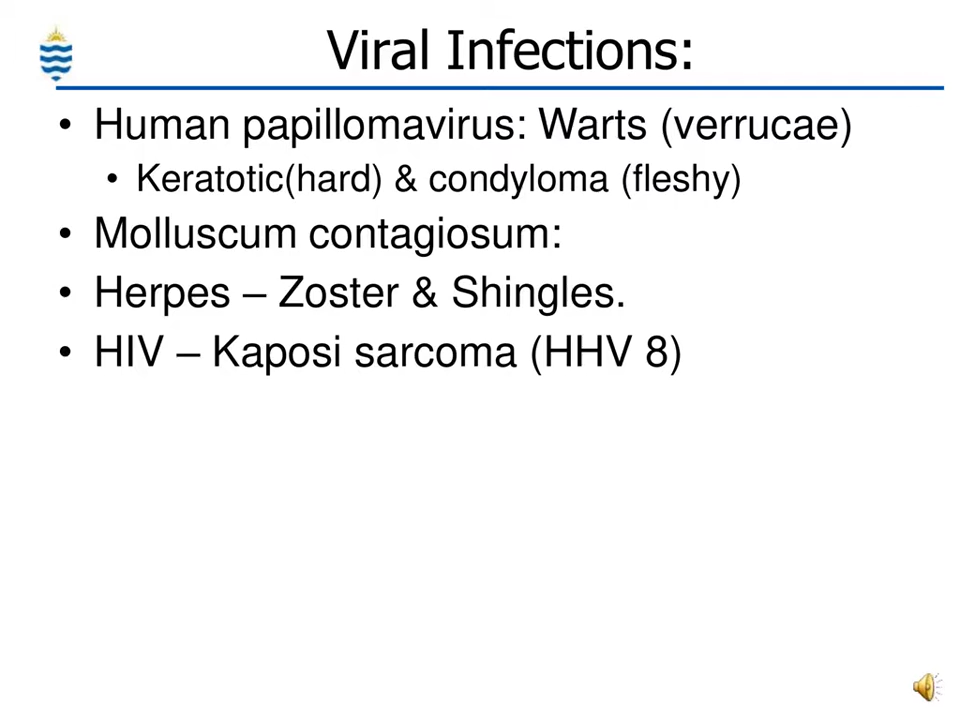 Viral Infections:
• Human papillomavirus: Warts (verrucae)
• Keratotic(hard) & condyloma (fleshy)
• Molluscum contagiosum:
• Herpes – Zoster & Shingles.
• HIV – Kaposi sarcoma (HHV 8)